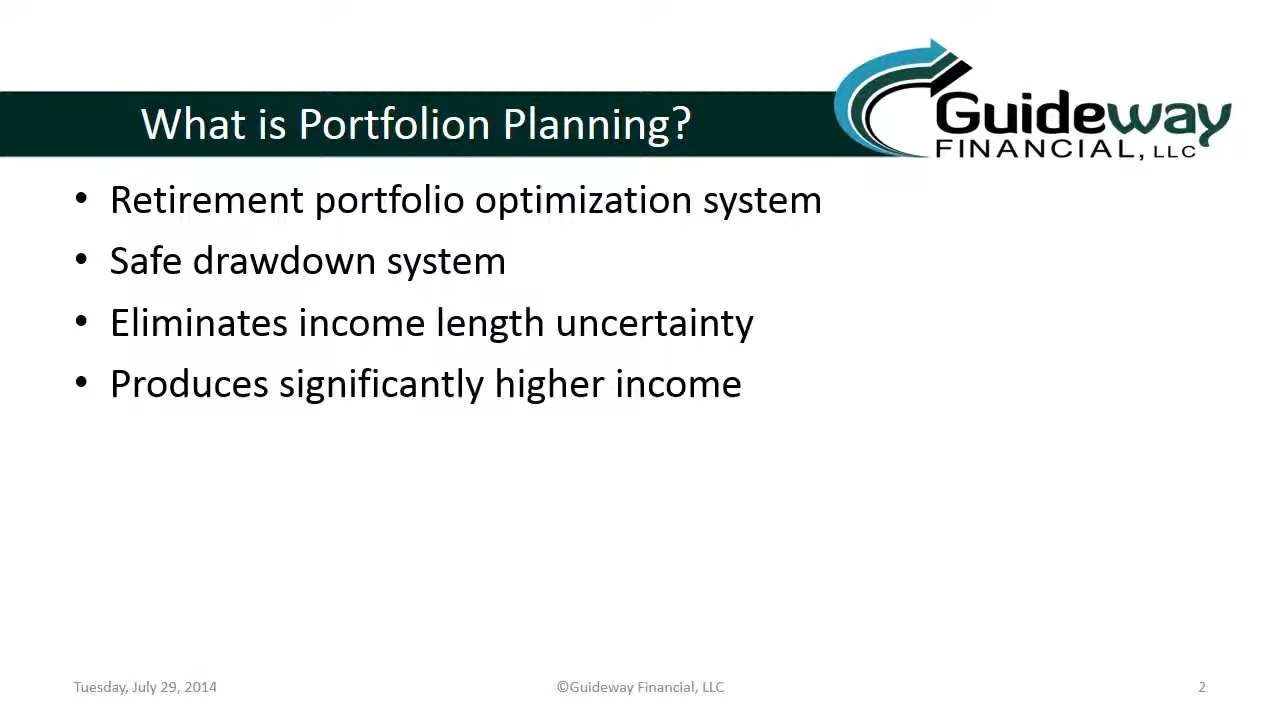 What is Portfolion Planning?
Guideway
FINANCIAL, LLC
• Retirement portfolio optimization system
• Safe drawdown system
• Eliminates income length uncertainty
• Produces significantly higher income
Tuesday, July 29, 2014 ©Guideway Financial, LLC 2